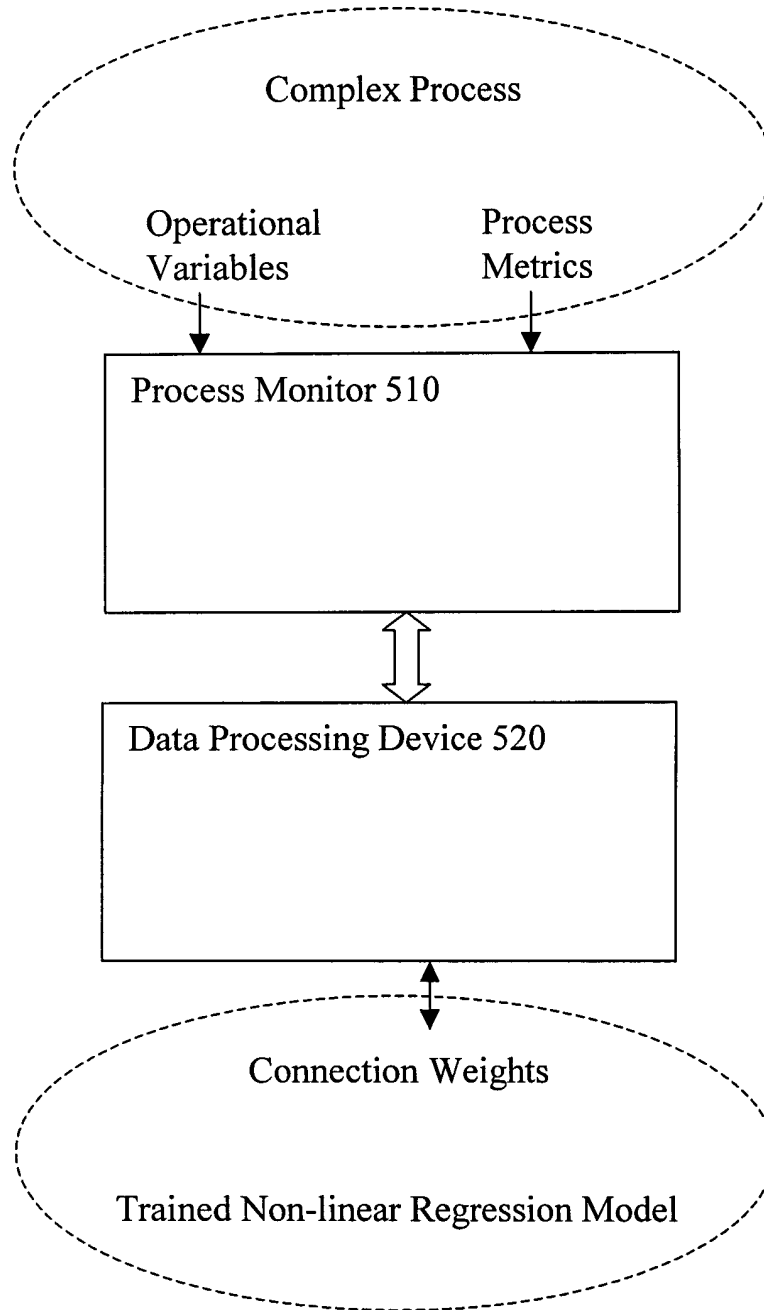 Complex Process
Operational Variables
Process Metrics
Process Monitor 510
Data Processing Device 520
Connection Weights
Trained Non-linear Regression Model